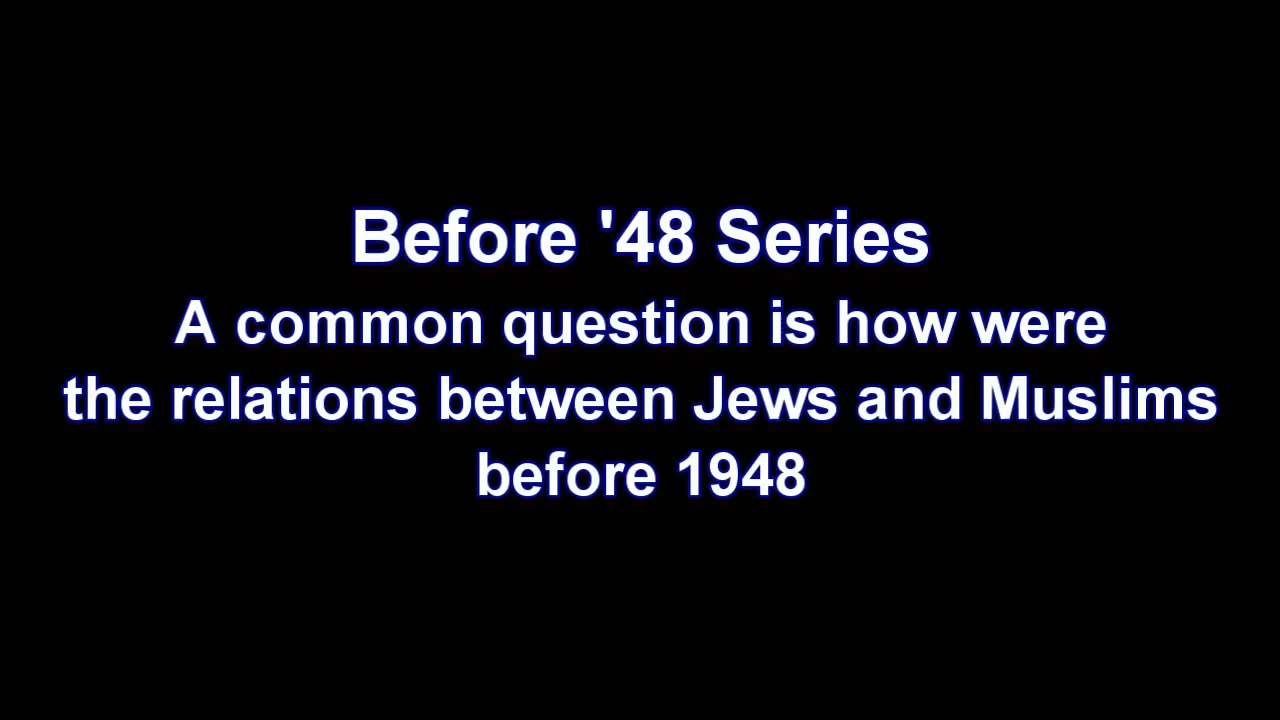 Before '48 Series
A common question is how were
the relations between Jews and Muslims
before 1948